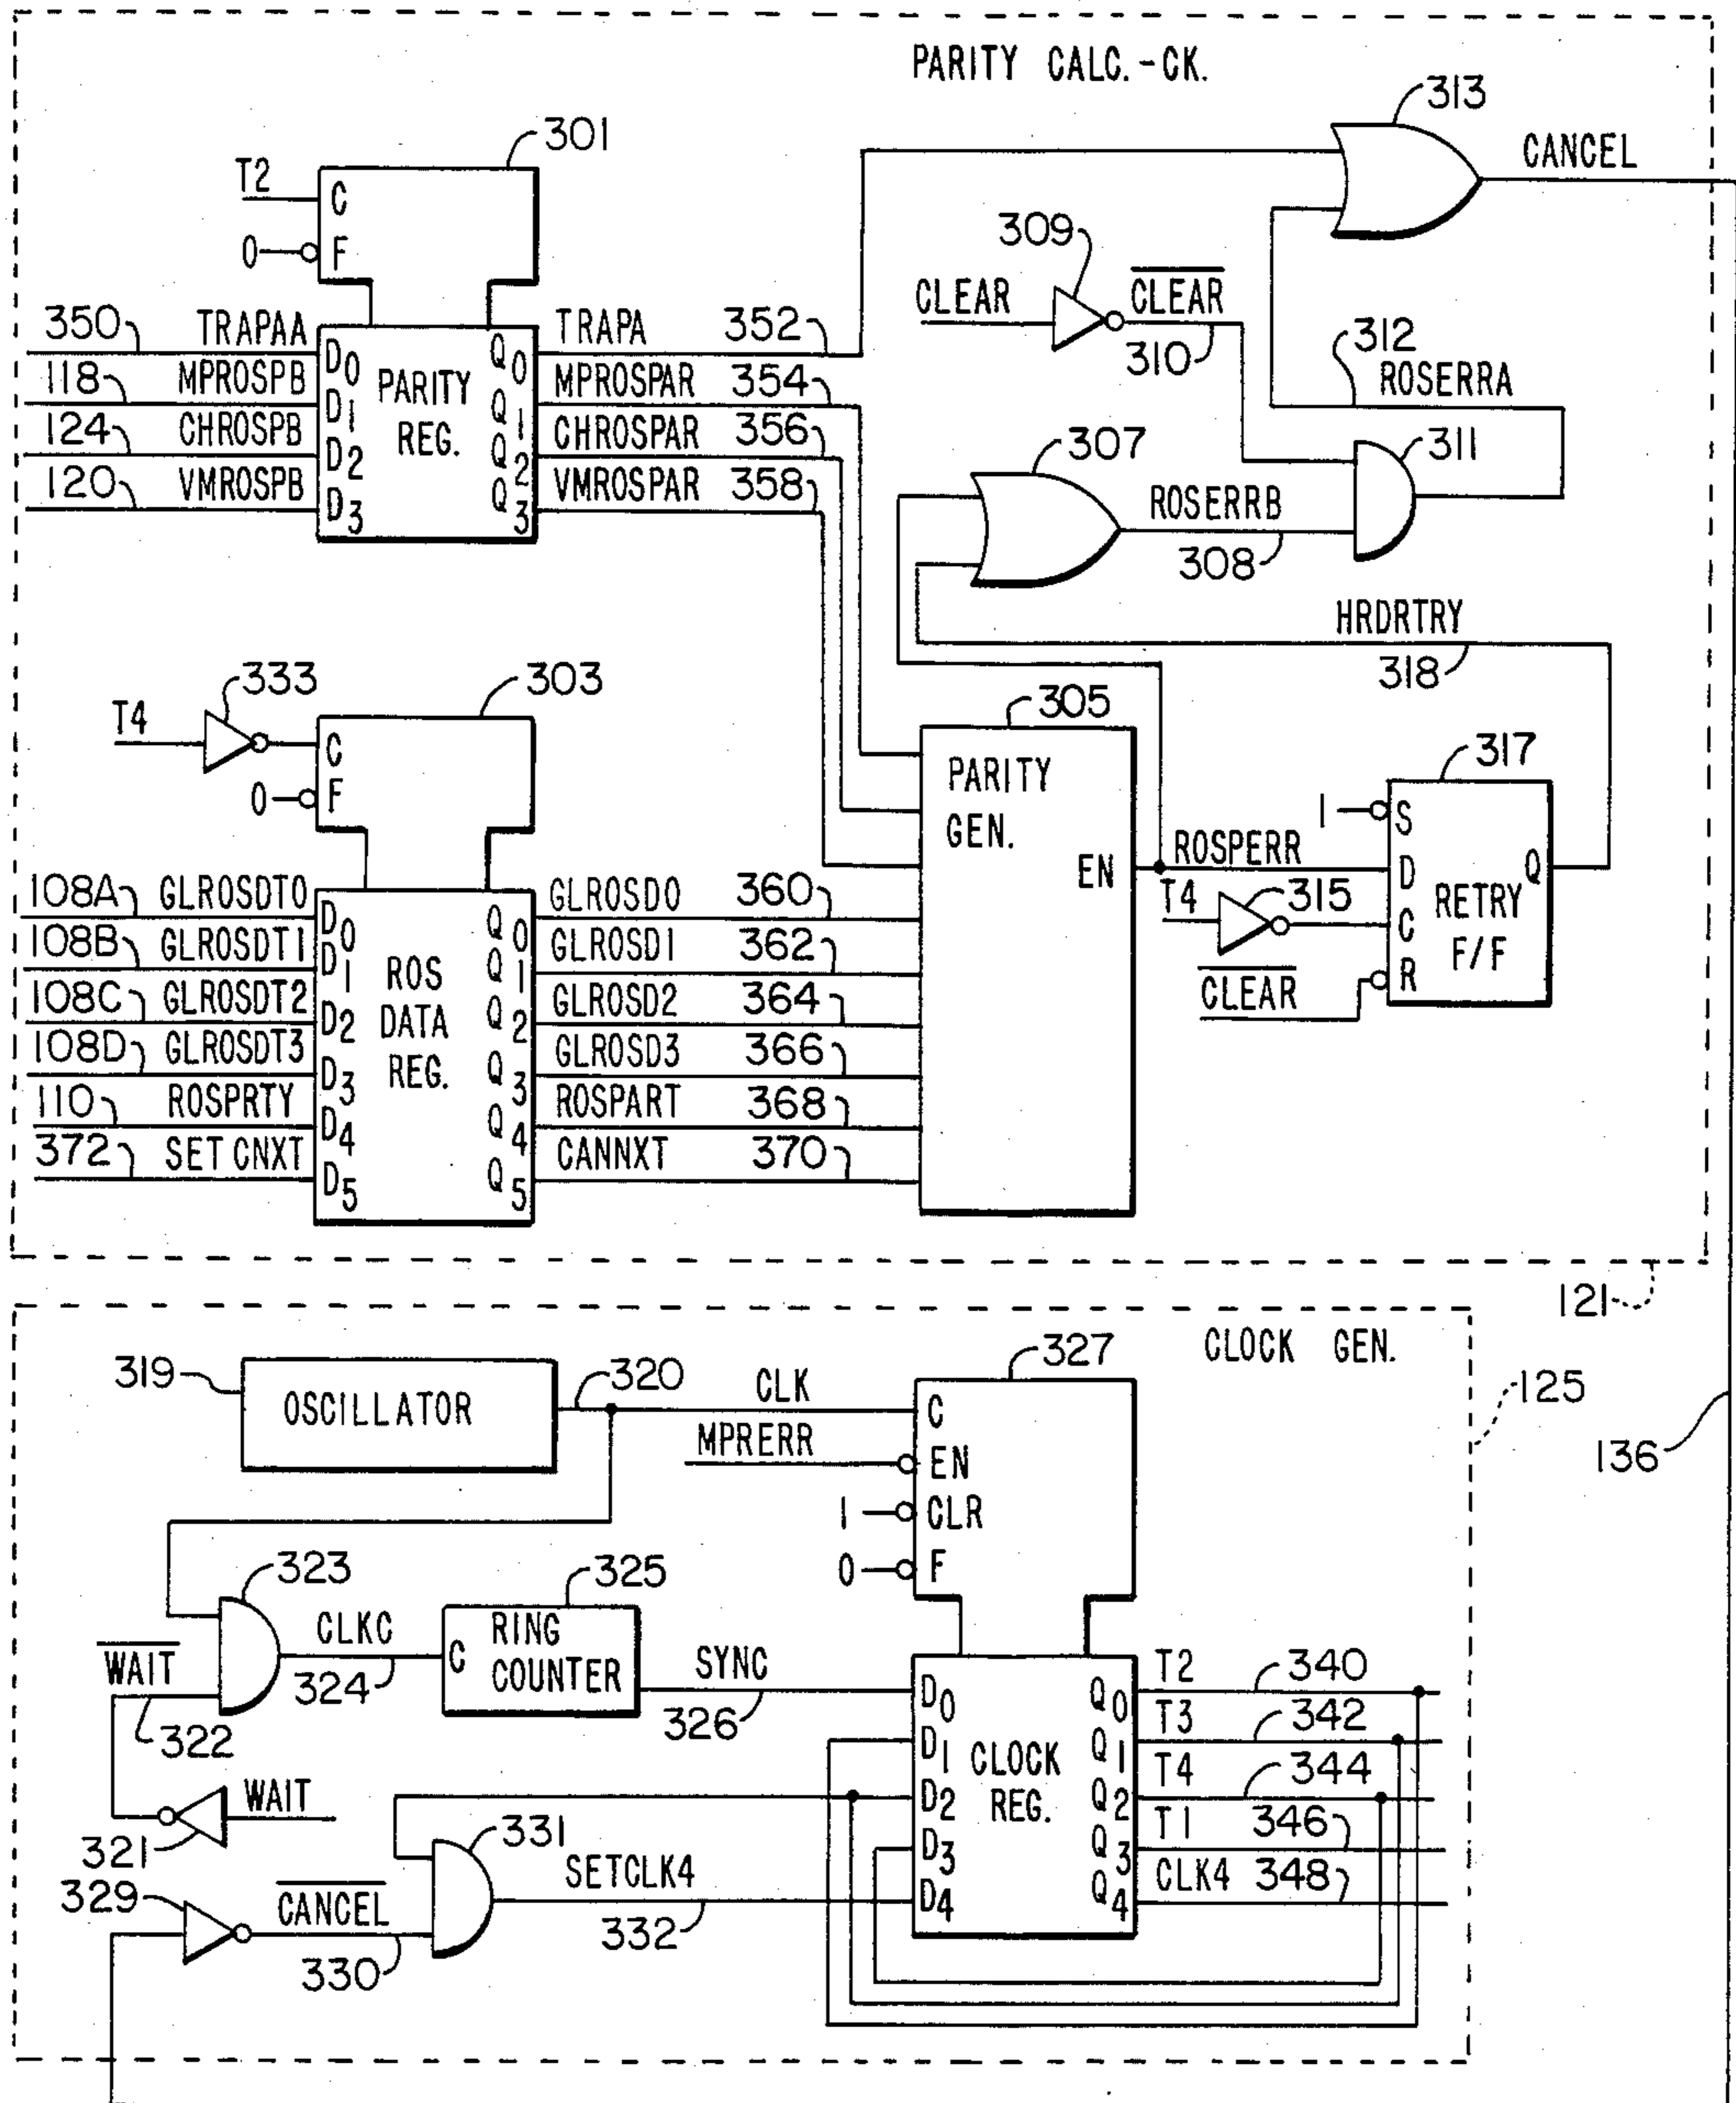 PARITY CALC. - CK.
313
CANCEL
301
T2
C
0
F
309
CLEAR
CLEAR
310
312
ROSERRA
350 TRAPAA D0 PARITY REG. Q0 TRAPA 352
118 MPROSPB D1 Q1 MPROSPAR 354
124 CHROSPB D2 Q2 CHROSPAR 356
120 VMROSPB D3 Q3 VMROSPAR 358
307
311
ROSERRB
308
HRDRTRY
318
333
303
T4
C
0
F
305
PARITY GEN.
EN
ROSPERR
317
1
S
D
Q
T4
315
C
RETRY F/F
CLEAR
R
108A GLROSDT0 D0 ROS DATA REG. Q0 GLROSD0 360
108B GLROSDT1 D1 Q1 GLROSD1 362
108C GLROSDT2 D2 Q2 GLROSD2 364
108D GLROSDT3 D3 Q3 GLROSD3 366
110 ROSPRTY D4 Q4 ROSPART 368
372 SET CNXT D5 Q5 CANNXT 370
121
CLOCK GEN.
125
136
319
OSCILLATOR
320
CLK
327
C
MPRERR
EN
1
CLR
0
F
323
CLKC
324
325
C RING COUNTER
SYNC
326
WAIT
322
WAIT
321
329
CANCEL
330
331
SETCLK4
332
D0 CLOCK REG. Q0 T2 340
D1 Q1 T3 342
D2 Q2 T4 344
D3 Q3 T1 346
D4 Q4 CLK4 348